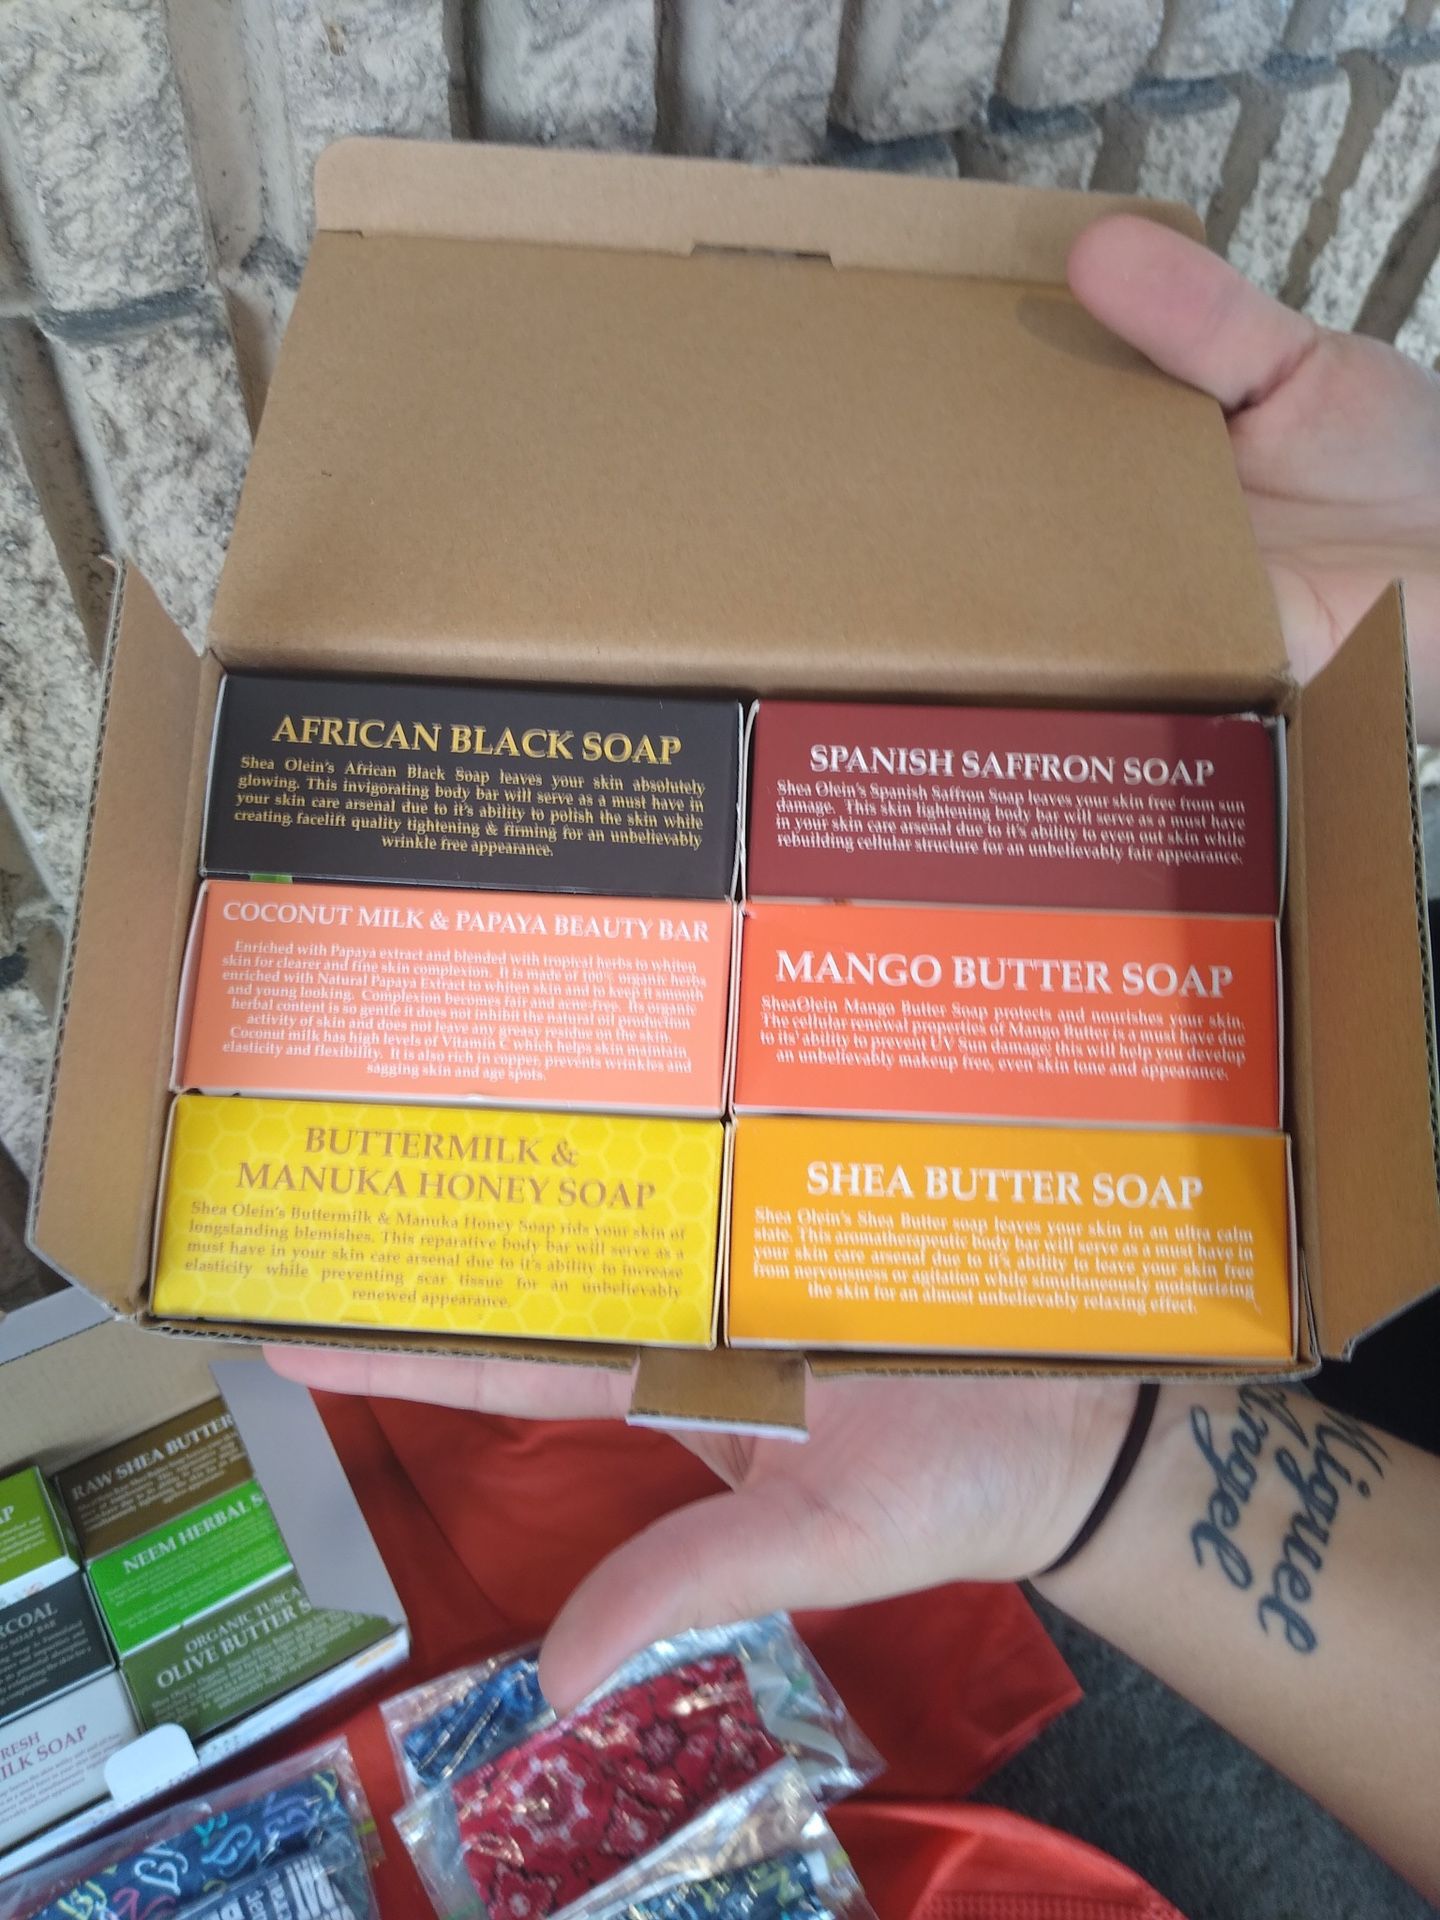 AFRICAN BLACK SOAP
Shea Olein's African Black Soap leaves your skin absolutely
glowing. This invigorating body bar will serve as a must have in
your skin care arsenal due to it's ability to polish the skin while
creating facelift quality tightening & firming for an unbelievably
wrinkle free appearance.
SPANISH SAFFRON SOAP
Shea Olein's Spanish Saffron Soap leaves your skin free from sun
damage. This skin lightening body bar will serve as a must have
in your skin care arsenal due to it's ability to even out skin while
rebuilding cellular structure for an unbelievably fair appearance.
COCONUT MILK & PAPAYA BEAUTY BAR
Enriched with Papaya extract and blended with tropical herbs to whiten
skin for clearer and fine skin complexion. It is made of 100% organic herbs
enriched with Natural Papaya Extract to whiten skin and to keep it smooth
and young looking. Complexion becomes fair and acne-free. Its organic
herbal content is so gentle it does not inhibit the natural oil production
activity of skin and does not leave any greasy residue on the skin.
Coconut milk has high levels of Vitamin C which helps skin maintain
elasticity and flexibility. It is also rich in copper, prevents wrinkles and
sagging skin and age spots.
MANGO BUTTER SOAP
SheaOlein Mango Butter Soap protects and nourishes your skin.
The cellular renewal properties of Mango Butter is a must have due
to its' ability to prevent UV Sun damage; this will help you develop
an unbelievably makeup free, even skin tone and appearance.
BUTTERMILK &
MANUKA HONEY SOAP
Shea Olein's Buttermilk & Manuka Honey Soap rids your skin of
longstanding blemishes. This reparative body bar will serve as a
must have in your skin care arsenal due to it's ability to increase
elasticity while preventing scar tissue for an unbelievably
renewed appearance.
SHEA BUTTER SOAP
Shea Olein's Shea Butter soap leaves your skin in an ultra calm
state. This aromatherapeutic body bar will serve as a must have in
your skin care arsenal due to it's ability to leave your skin free
from nervousness or agitation while simultaneously moisturizing
the skin for an almost unbelievably relaxing effect.
Miguel
Angel
RAW SHEA BUTTER
NEEM HERBAL S
ORGANIC TUSCA
OLIVE BUTTER S
AP
RCOAL
SOAP BAR
RESH
ILK SOAP